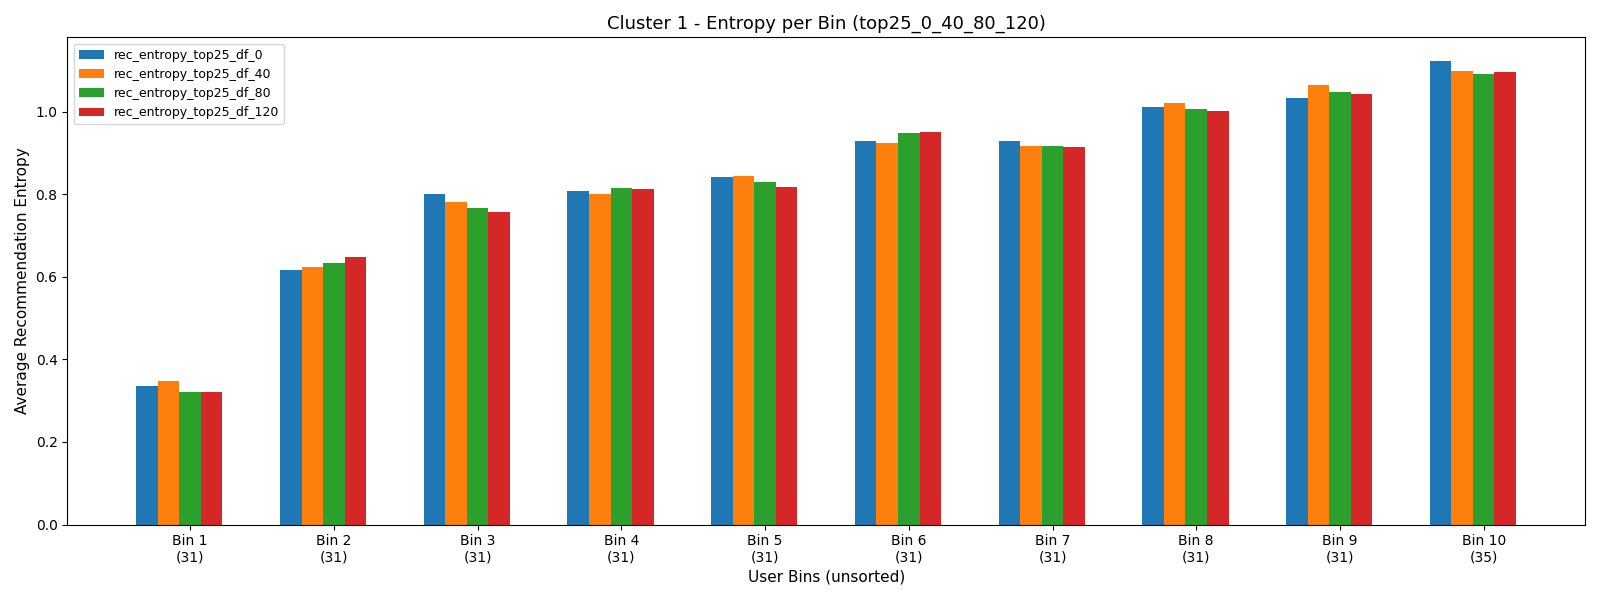 Cluster 1 - Entropy per Bin (top25_0_40_80_120)
rec_entropy_top25_df_0
rec_entropy_top25_df_40
rec_entropy_top25_df_80
rec_entropy_top25_df_120
Average Recommendation Entropy
1.0
0.8
0.6
0.4
0.2
0.0
Bin 1 Bin 2 Bin 3 Bin 4 Bin 5 Bin 6 Bin 7 Bin 8 Bin 9 Bin 10
(31) (31) (31) (31) (31) (31) (31) (31) (31) (35)
User Bins (unsorted)